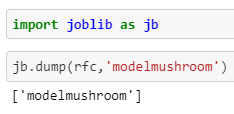 import joblib as jb
jb.dump(rfc,'modelmushroom')
['modelmushroom']